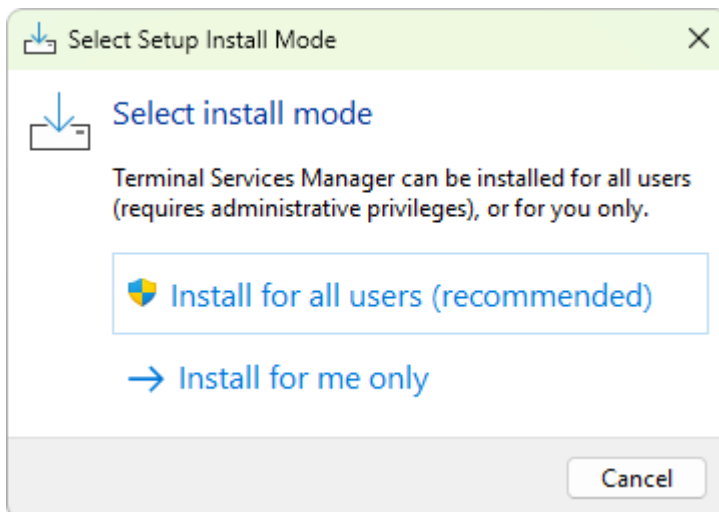 Select Setup Install Mode
Select install mode
Terminal Services Manager can be installed for all users
(requires administrative privileges), or for you only.
Install for all users (recommended)
Install for me only
Cancel